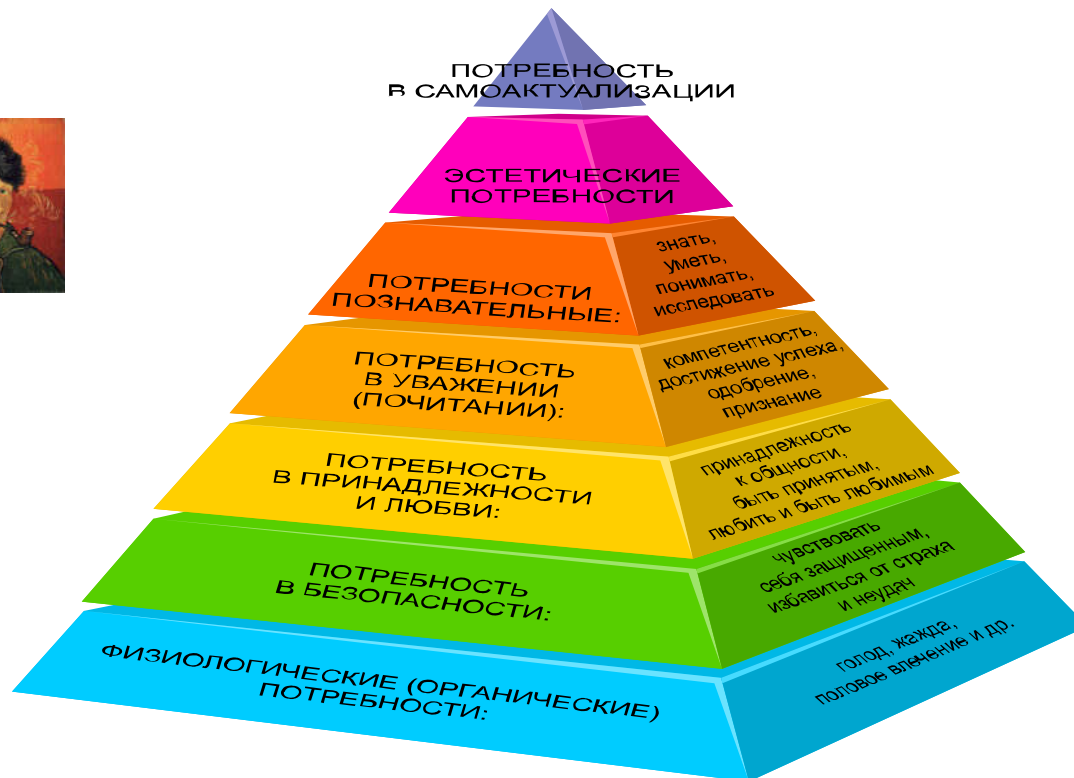 ПОТРЕБНОСТЬ
В САМОАКТУАЛИЗАЦИИ
ЭСТЕТИЧЕСКИЕ
ПОТРЕБНОСТИ
ПОТРЕБНОСТИ
ПОЗНАВАТЕЛЬНЫЕ:
знать,
уметь,
понимать,
исследовать
ПОТРЕБНОСТЬ
В УВАЖЕНИИ
(ПОЧИТАНИИ):
компетентность,
достижение успеха,
одобрение,
признание
ПОТРЕБНОСТЬ
В ПРИНАДЛЕЖНОСТИ
И ЛЮБВИ:
принадлежность
к общности,
быть принятым,
любить и быть любимым
ПОТРЕБНОСТЬ
В БЕЗОПАСНОСТИ:
чувствовать
себя защищенным,
избавиться от страха
и неудач
ФИЗИОЛОГИЧЕСКИЕ (ОРГАНИЧЕСКИЕ)
ПОТРЕБНОСТИ:
голод, жажда,
половое влечение и др.